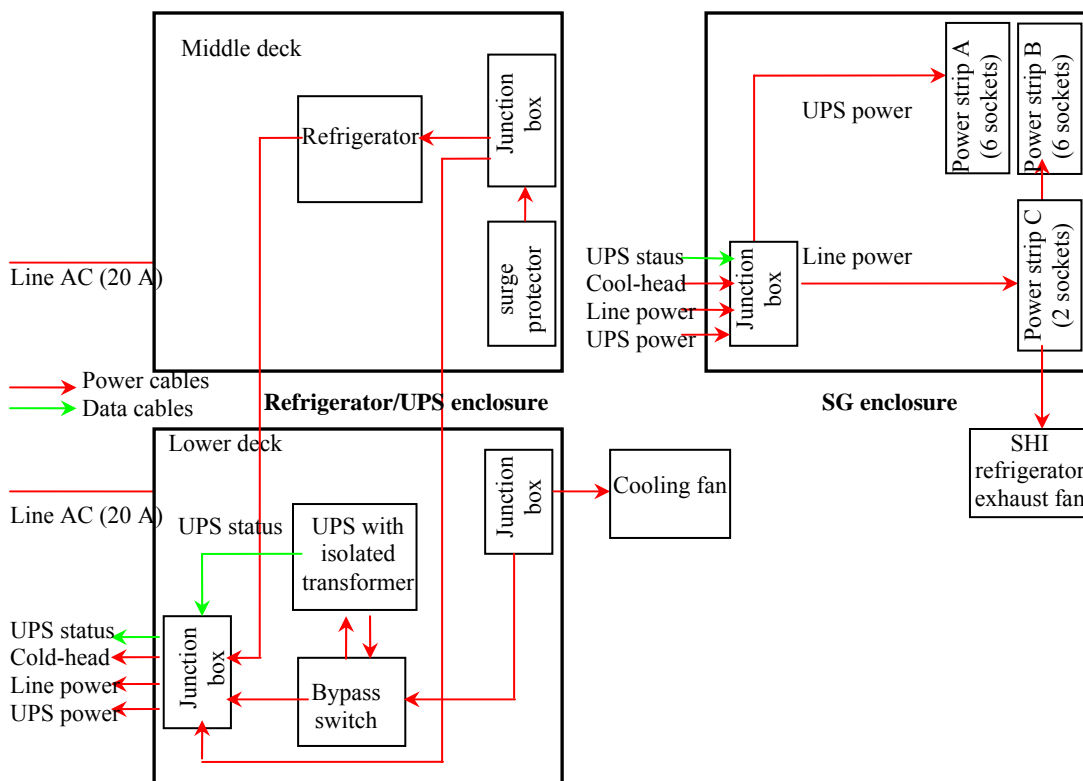 Middle deck
Refrigerator
Junction
box
surge
protector
Line AC (20 A)
Power cables
Data cables
Refrigerator/UPS enclosure
Power strip A
(6 sockets)
Power strip B
(6 sockets)
UPS power
UPS staus
Cool-head
Line power
UPS power
Junction
box
Line power
Power strip C
(2 sockets)
SG enclosure
SHI
refrigerator
exhaust fan
Lower deck
Line AC (20 A)
UPS status
UPS with
isolated
transformer
Junction
box
Cooling fan
UPS status
Cold-head
Line power
UPS power
Junction
box
Bypass
switch